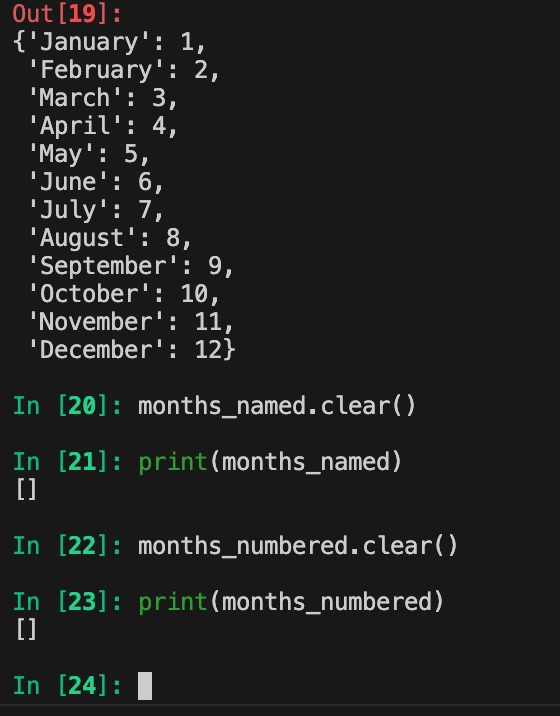 Out[19]:
{'January': 1,
 'February': 2,
 'March': 3,
 'April': 4,
 'May': 5,
 'June': 6,
 'July': 7,
 'August': 8,
 'September': 9,
 'October': 10,
 'November': 11,
 'December': 12}
In [20]: months_named.clear()
In [21]: print(months_named)
[]
In [22]: months_numbered.clear()
In [23]: print(months_numbered)
[]
In [24]: